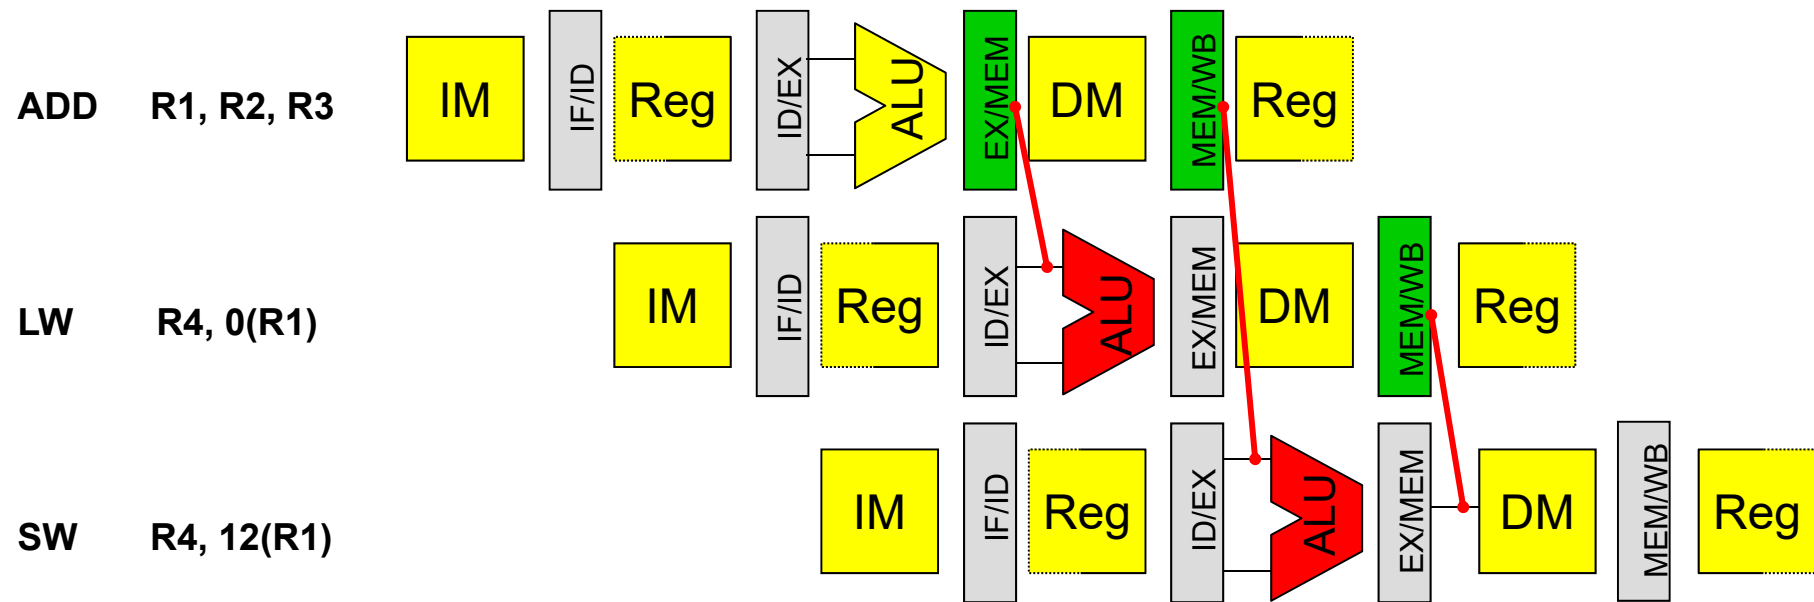 ADD R1, R2, R3 IM IF/ID Reg ID/EX ALU EX/MEM DM MEM/WB Reg
LW R4, 0(R1) IM IF/ID Reg ID/EX ALU EX/MEM DM MEM/WB Reg
SW R4, 12(R1) IM IF/ID Reg ID/EX ALU EX/MEM DM MEM/WB Reg